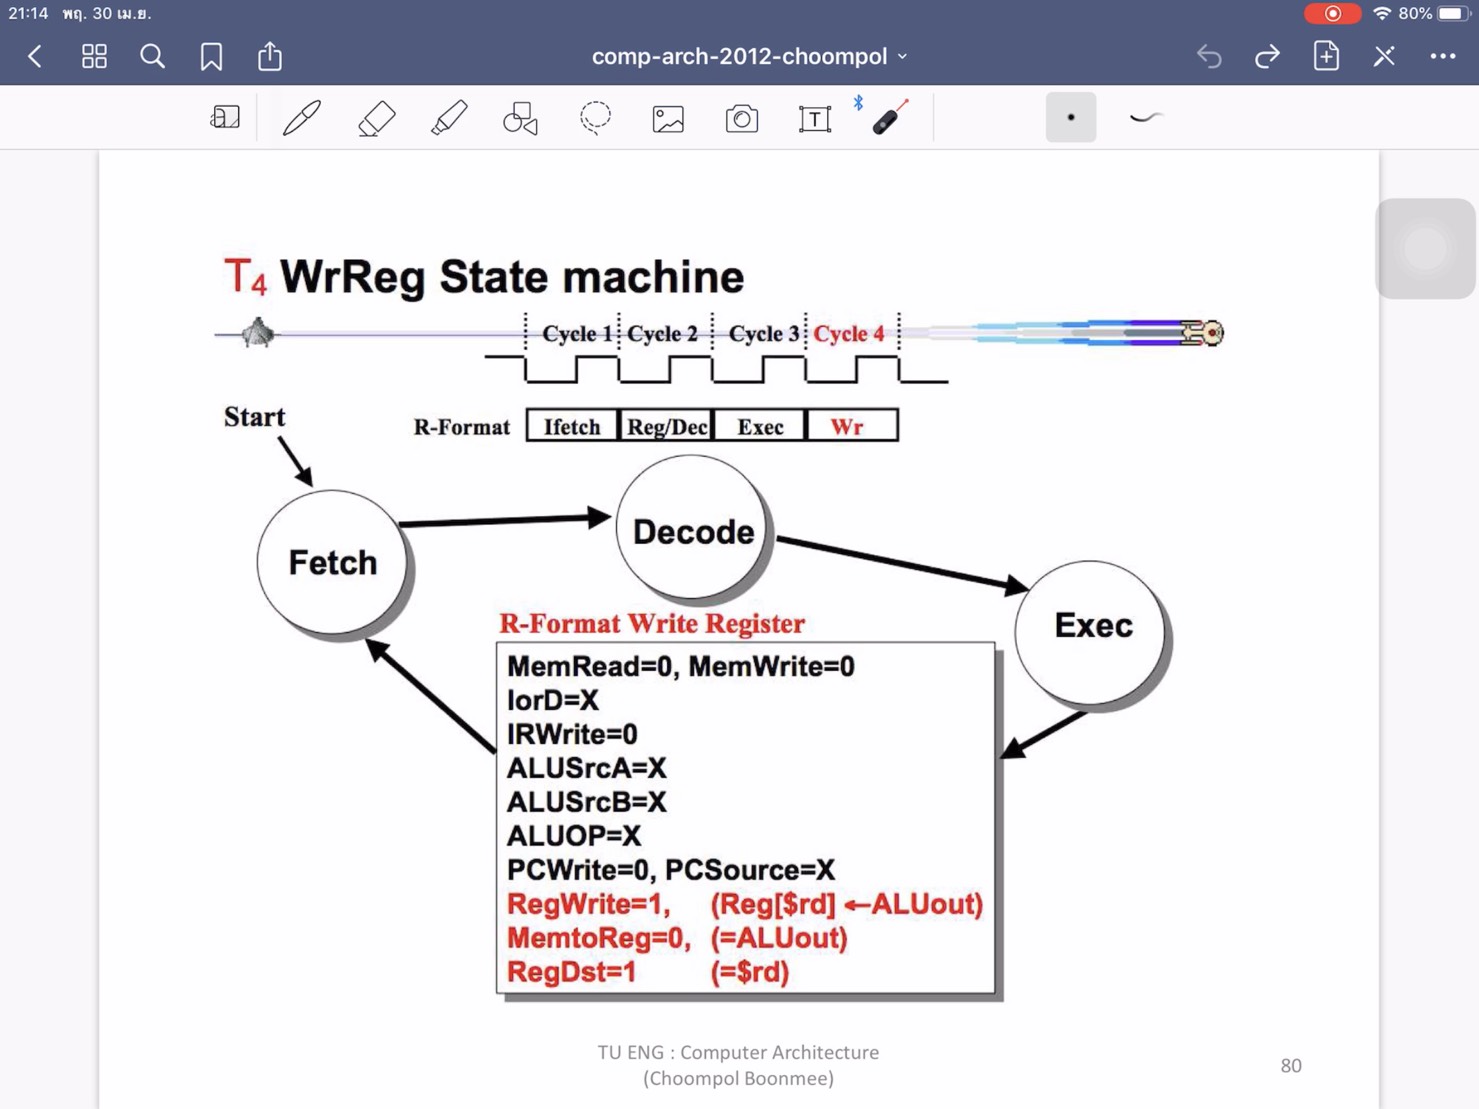 21:14 พฤ. 30 เม.ย.
80%
comp-arch-2012-choompol
T4 WrReg State machine
Cycle 1 Cycle 2 Cycle 3 Cycle 4
Start
R-Format Ifetch Reg/Dec Exec Wr
Fetch
Decode
Exec
R-Format Write Register
MemRead=0, MemWrite=0
IorD=X
IRWrite=0
ALUSrcA=X
ALUSrcB=X
ALUOP=X
PCWrite=0, PCSource=X
RegWrite=1, (Reg[$rd] ←ALUout)
MemtoReg=0, (=ALUout)
RegDst=1 (=$rd)
TU ENG : Computer Architecture
(Choompol Boonmee)
80